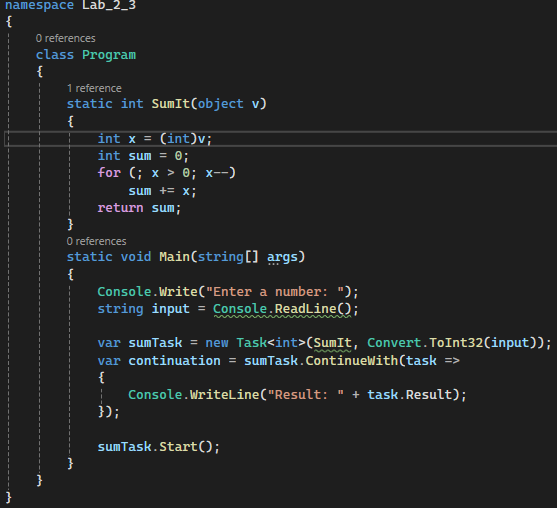 namespace Lab_2_3
{
0 references
class Program
{
1 reference
static int SumIt(object v)
{
int x = (int)v;
int sum = 0;
for (; x > 0; x--)
sum += x;
return sum;
}
0 references
static void Main(string[] args)
{
Console.Write("Enter a number: ");
string input = Console.ReadLine();
var sumTask = new Task<int>(SumIt, Convert.ToInt32(input));
var continuation = sumTask.ContinueWith(task =>
{
Console.WriteLine("Result: " + task.Result);
});
sumTask.Start();
}
}
}